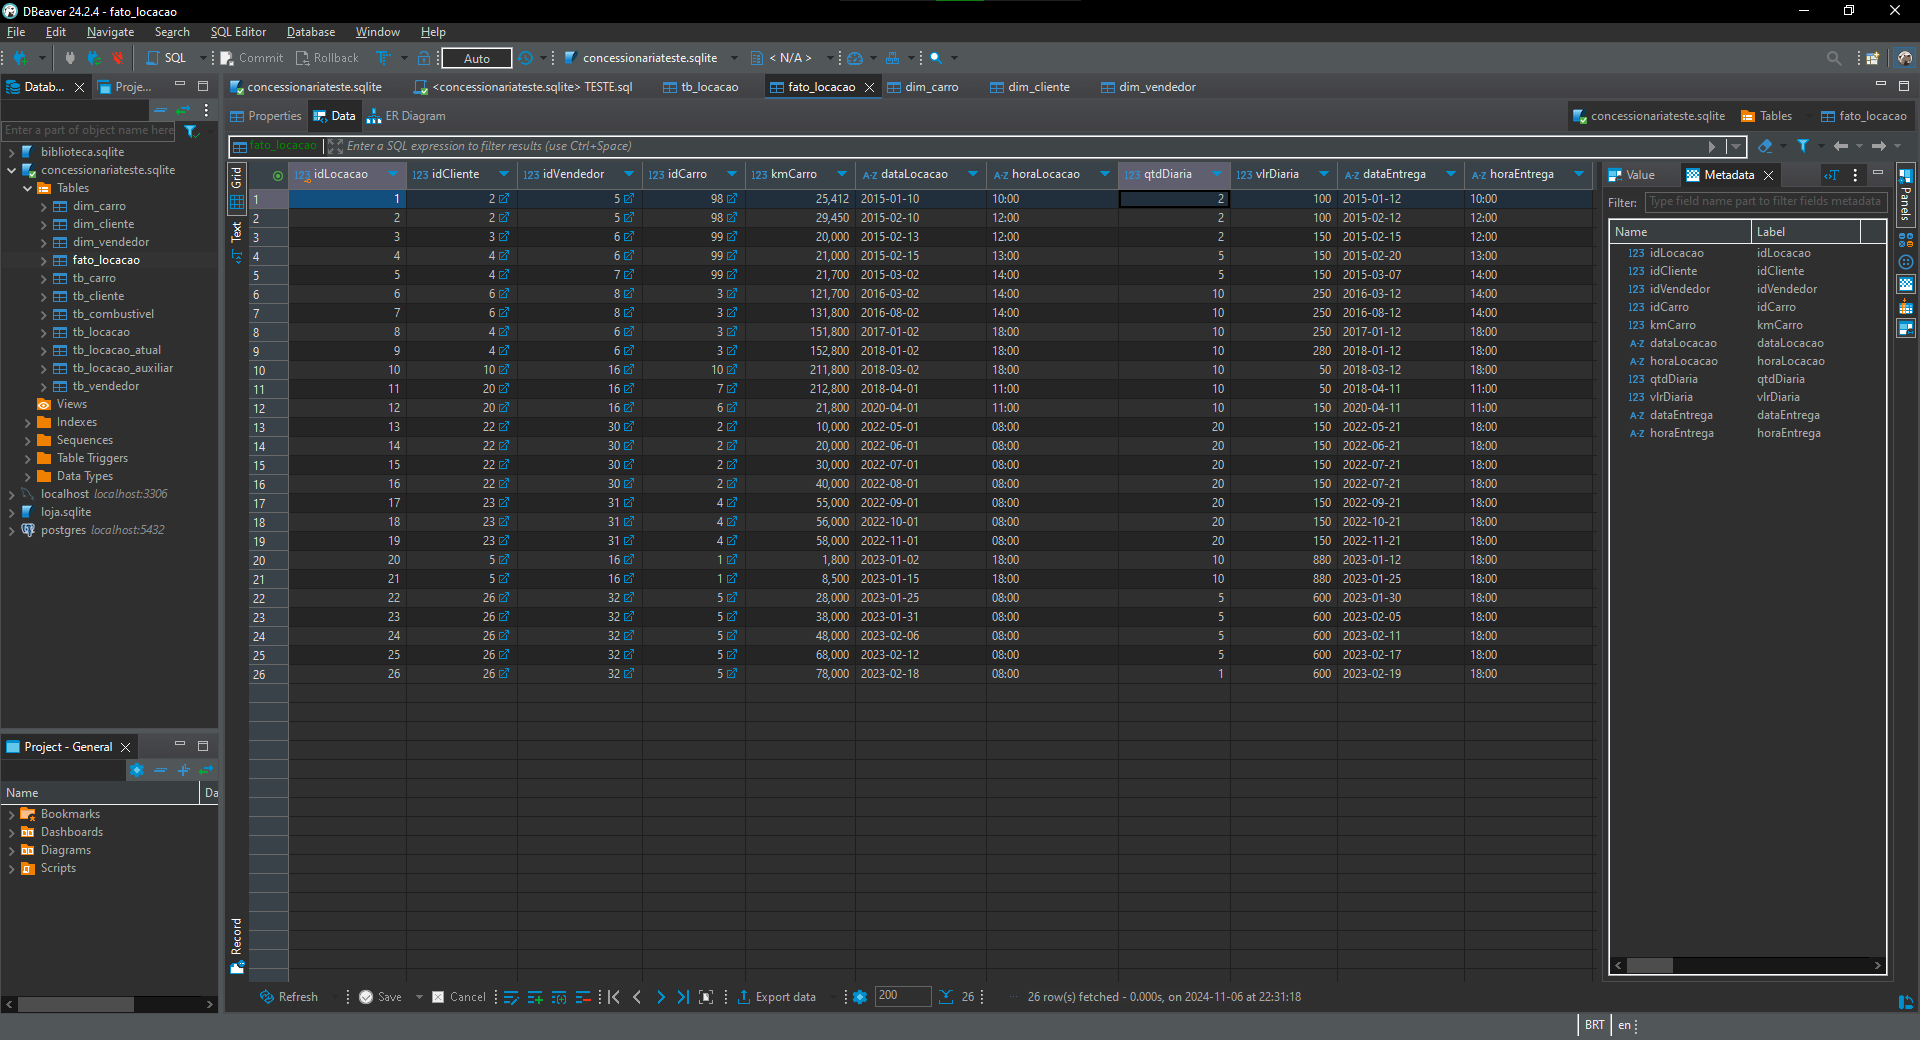 DBeaver 24.2.4 - fato_locacao
File Edit Navigate Search SQL Editor Database Window Help
SQL Commit Rollback Auto concessionariateste.sqlite < N/A >
Datab... Proje...
concessionariateste.sqlite <concessionariateste.sqlite> TESTE.sql tb_locacao fato_locacao dim_carro dim_cliente dim_vendedor
Properties Data ER Diagram concessionariateste.sqlite Tables fato_locacao
Enter a part of object name here
fato_locacao Enter a SQL expression to filter results (use Ctrl+Space)
biblioteca.sqlite
concessionariateste.sqlite
Tables
dim_carro
dim_cliente
dim_vendedor
fato_locacao
tb_carro
tb_cliente
tb_combustivel
tb_locacao
tb_locacao_atual
tb_locacao_auxiliar
tb_vendedor
Views
Indexes
Sequences
Table Triggers
Data Types
localhost localhost:3306
loja.sqlite
postgres localhost:5432
Project - General
Name Da
Bookmarks
Dashboards
Diagrams
Scripts
Grid
Text
Record
123 idLocacao 123 idCliente 123 idVendedor 123 idCarro 123 kmCarro A-Z dataLocacao A-Z horaLocacao 123 qtdDiaria 123 vlrDiaria A-Z dataEntrega A-Z horaEntrega
1 1 2 5 98 25,412 2015-01-10 10:00 2 100 2015-01-12 10:00
2 2 2 5 98 29,450 2015-02-10 12:00 2 100 2015-02-12 12:00
3 3 3 6 99 20,000 2015-02-13 12:00 2 150 2015-02-15 12:00
4 4 4 6 99 21,000 2015-02-15 13:00 5 150 2015-02-20 13:00
5 5 4 7 99 21,700 2015-03-02 14:00 5 150 2015-03-07 14:00
6 6 6 8 3 121,700 2016-03-02 14:00 10 250 2016-03-12 14:00
7 7 6 8 3 131,800 2016-08-02 14:00 10 250 2016-08-12 14:00
8 8 4 6 3 151,800 2017-01-02 18:00 10 250 2017-01-12 18:00
9 9 4 6 3 152,800 2018-01-02 18:00 10 280 2018-01-12 18:00
10 10 10 16 10 211,800 2018-03-02 18:00 10 50 2018-03-12 18:00
11 11 20 16 7 212,800 2018-04-01 11:00 10 50 2018-04-11 11:00
12 12 20 16 6 21,800 2020-04-01 11:00 10 150 2020-04-11 11:00
13 13 22 30 2 10,000 2022-05-01 08:00 20 150 2022-05-21 18:00
14 14 22 30 2 20,000 2022-06-01 08:00 20 150 2022-06-21 18:00
15 15 22 30 2 30,000 2022-07-01 08:00 20 150 2022-07-21 18:00
16 16 22 30 2 40,000 2022-08-01 08:00 20 150 2022-07-21 18:00
17 17 23 31 4 55,000 2022-09-01 08:00 20 150 2022-09-21 18:00
18 18 23 31 4 56,000 2022-10-01 08:00 20 150 2022-10-21 18:00
19 19 23 31 4 58,000 2022-11-01 08:00 20 150 2022-11-21 18:00
20 20 5 16 1 1,800 2023-01-02 18:00 10 880 2023-01-12 18:00
21 21 5 16 1 8,500 2023-01-15 18:00 10 880 2023-01-25 18:00
22 22 26 32 5 28,000 2023-01-25 08:00 5 600 2023-01-30 18:00
23 23 26 32 5 38,000 2023-01-31 08:00 5 600 2023-02-05 18:00
24 24 26 32 5 48,000 2023-02-06 08:00 5 600 2023-02-11 18:00
25 25 26 32 5 68,000 2023-02-12 08:00 5 600 2023-02-17 18:00
26 26 26 32 5 78,000 2023-02-18 08:00 1 600 2023-02-19 18:00
Value Metadata
Filter: Type field name part to filter fields metadata
Name Label
123 idLocacao idLocacao
123 idCliente idCliente
123 idVendedor idVendedor
123 idCarro idCarro
123 kmCarro kmCarro
A-Z dataLocacao dataLocacao
A-Z horaLocacao horaLocacao
123 qtdDiaria qtdDiaria
123 vlrDiaria vlrDiaria
A-Z dataEntrega dataEntrega
A-Z horaEntrega horaEntrega
Panels
Refresh Save Cancel Export data 200 26 26 row(s) fetched - 0.000s, on 2024-11-06 at 22:31:18
BRT en